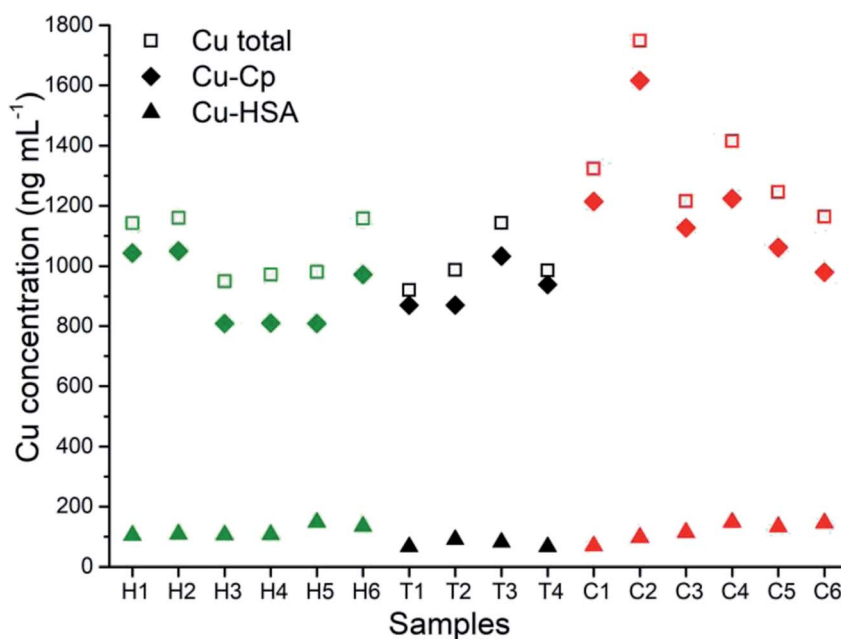 1800
1600
1400
1200
1000
800
600
400
200
0
Cu concentration (ng mL⁻¹)
Cu total
Cu-Cp
Cu-HSA
H1 H2 H3 H4 H5 H6 T1 T2 T3 T4 C1 C2 C3 C4 C5 C6
Samples